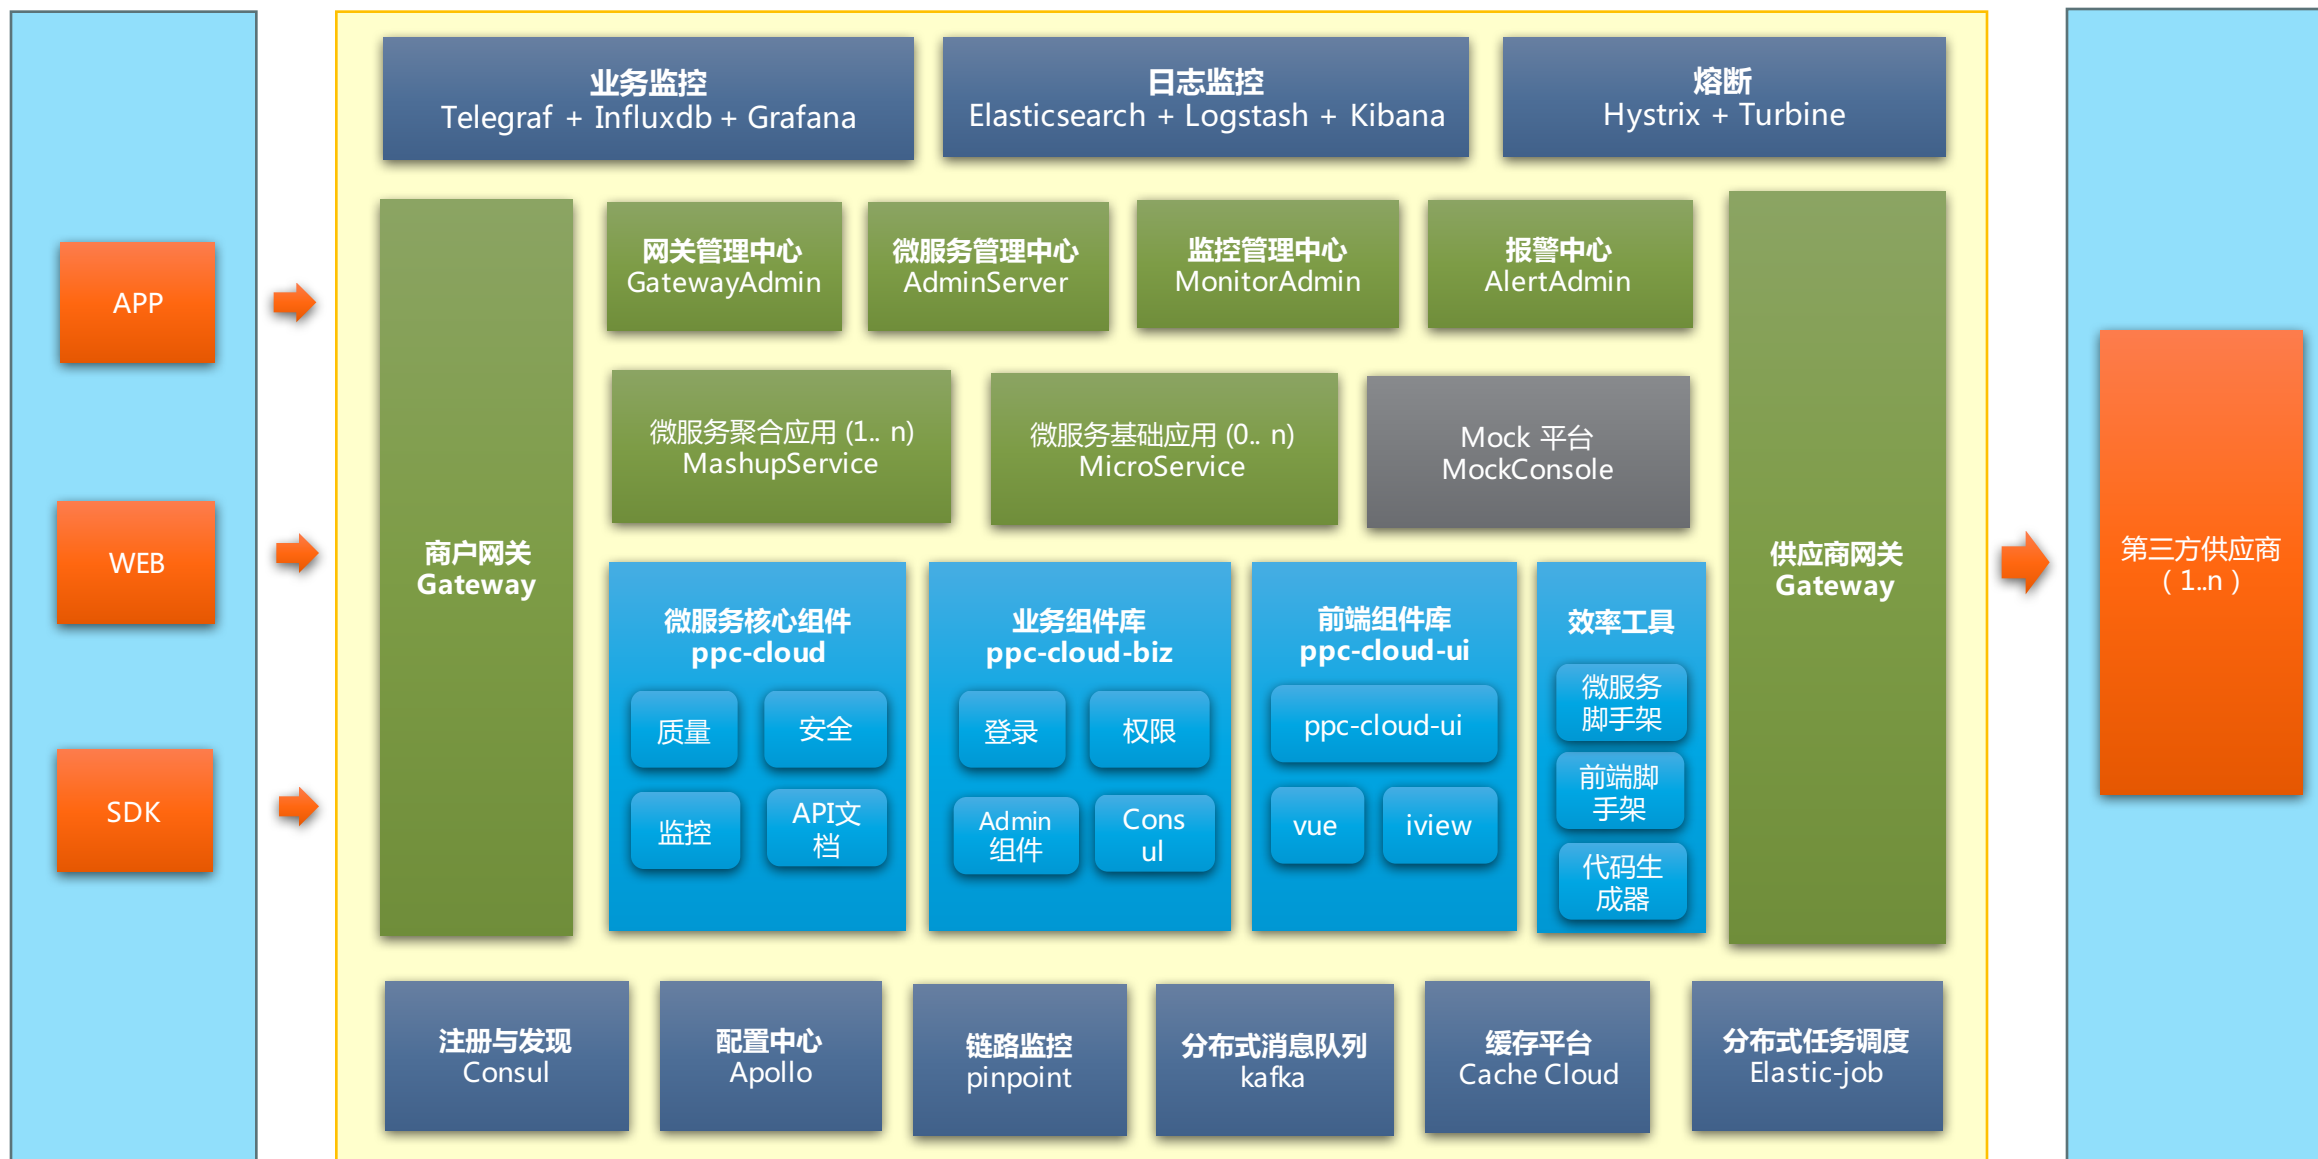 业务监控
Telegraf + Influxdb + Grafana
日志监控
Elasticsearch + Logstash + Kibana
熔断
Hystrix + Turbine
APP
WEB
SDK
商户网关
Gateway
网关管理中心
GatewayAdmin
微服务管理中心
AdminServer
监控管理中心
MonitorAdmin
报警中心
AlertAdmin
微服务聚合应用 (1.. n)
MashupService
微服务基础应用 (0.. n)
MicroService
Mock 平台
MockConsole
微服务核心组件
ppc-cloud
质量
安全
监控
API文
档
业务组件库
ppc-cloud-biz
登录
权限
Admin
组件
Cons
ul
前端组件库
ppc-cloud-ui
ppc-cloud-ui
vue
iview
效率工具
微服务
脚手架
前端脚
手架
代码生
成器
供应商网关
Gateway
第三方供应商
( 1..n )
注册与发现
Consul
配置中心
Apollo
链路监控
pinpoint
分布式消息队列
kafka
缓存平台
Cache Cloud
分布式任务调度
Elastic-job